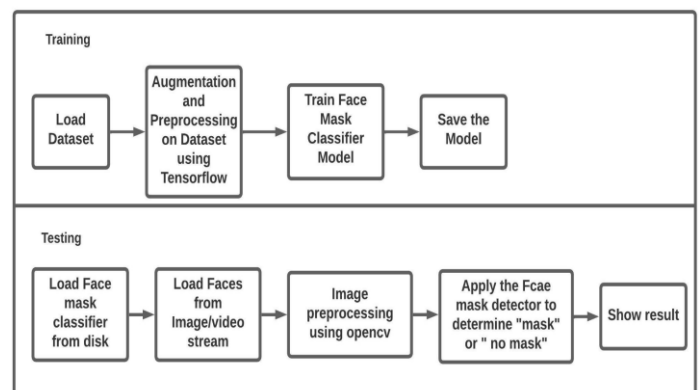 Training
Load
Dataset
Augmentation
and
Preprocessing
on Dataset
using
Tensorflow
Train Face
Mask
Classifier
Model
Save the
Model
Testing
Load Face
mask
classifier
from disk
Load Faces
from
Image/video
stream
Image
preprocessing
using opencv
Apply the Fcae
mask detector to
determine "mask"
or " no mask"
Show result